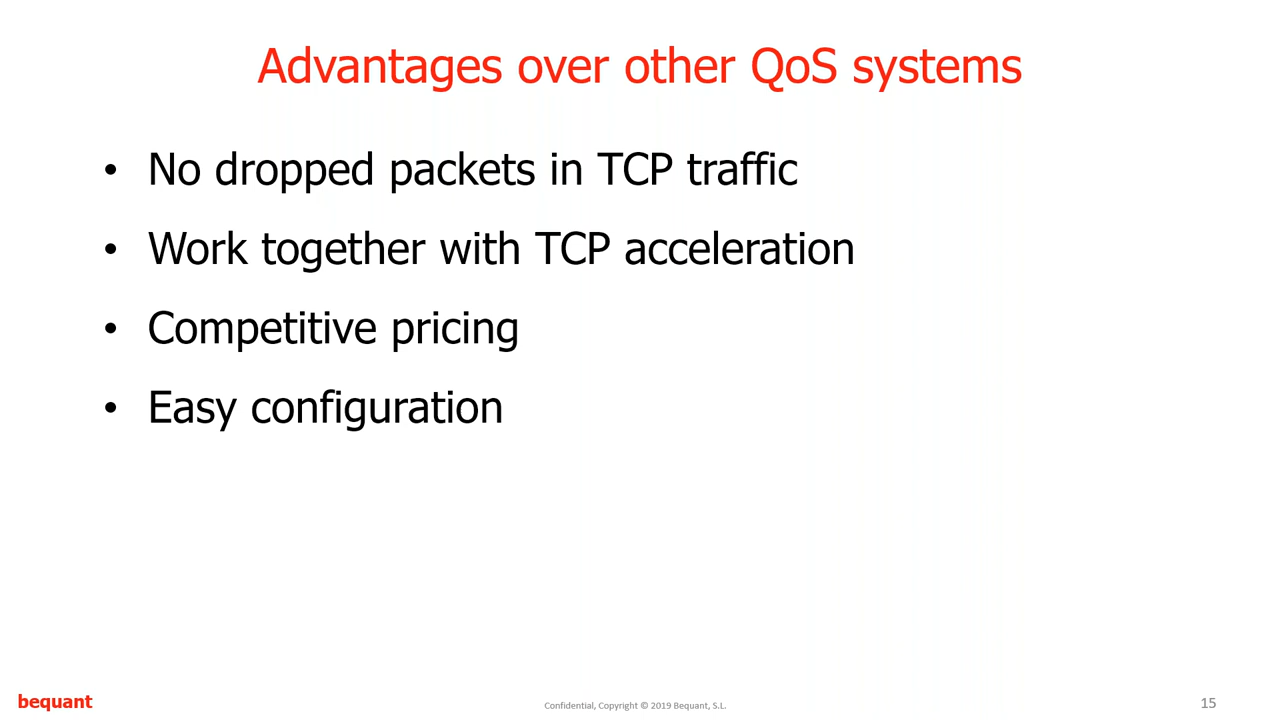 Advantages over other QoS systems
• No dropped packets in TCP traffic
• Work together with TCP acceleration
• Competitive pricing
• Easy configuration
bequant
Confidential, Copyright © 2019 Bequant, S.L.
15